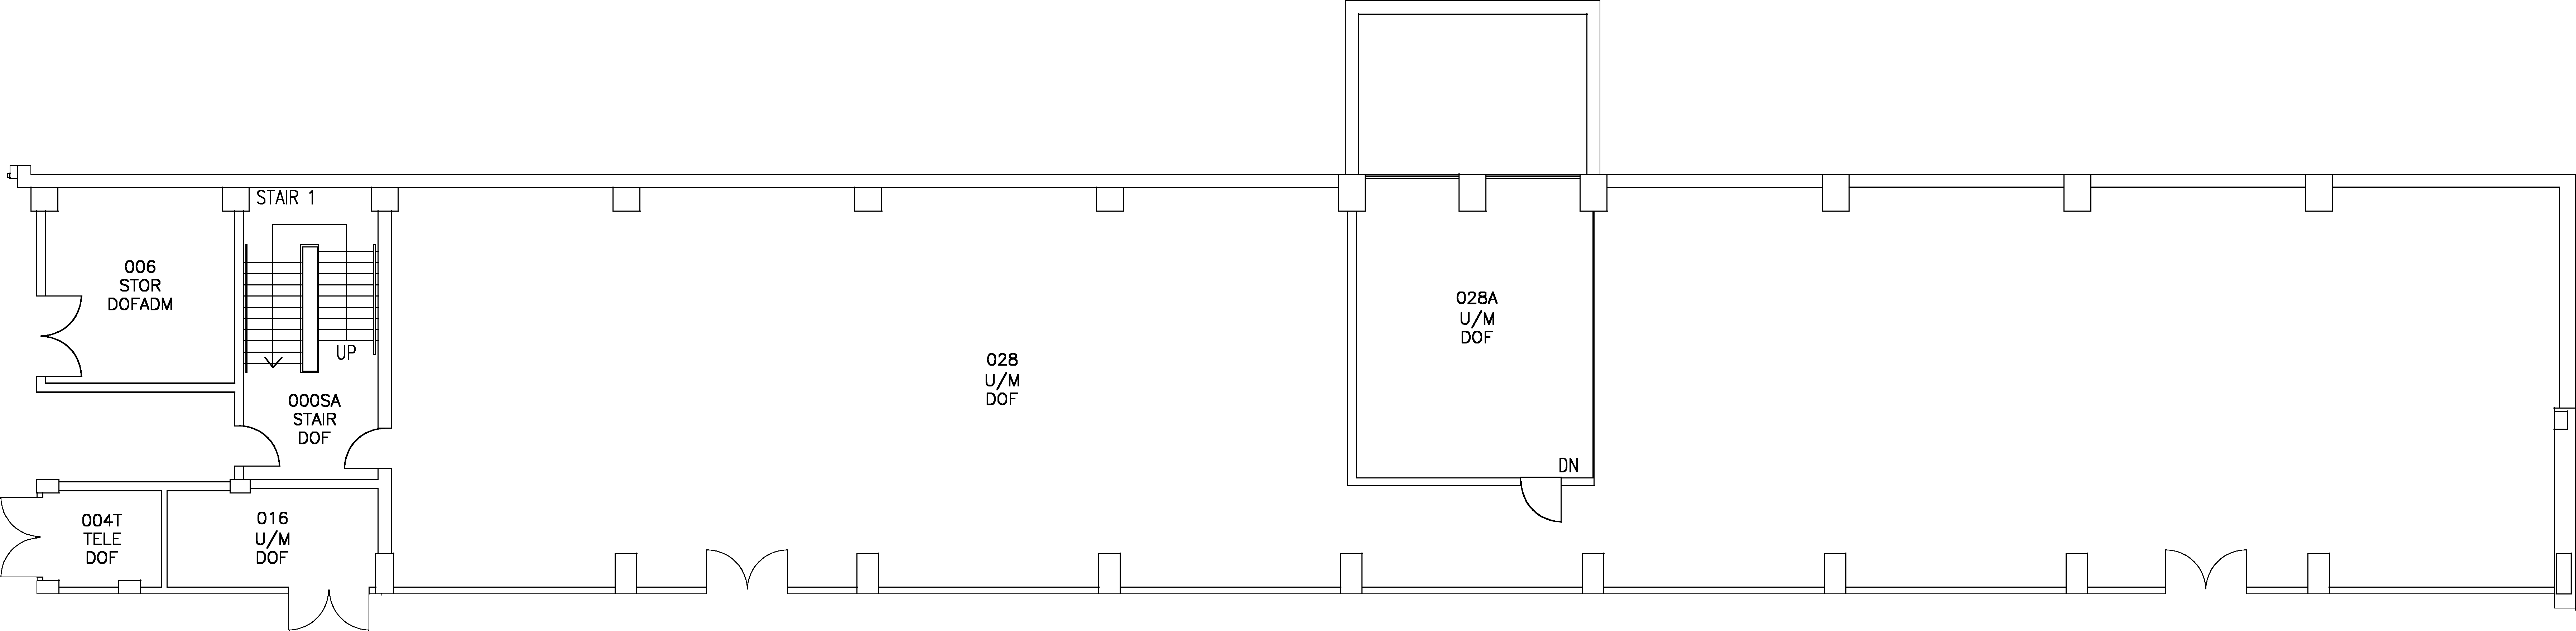 STAIR 1
006
STOR
DOFADM
UP
000SA
STAIR
DOF
004T
TELE
DOF
016
U/M
DOF
028
U/M
DOF
028A
U/M
DOF
DN